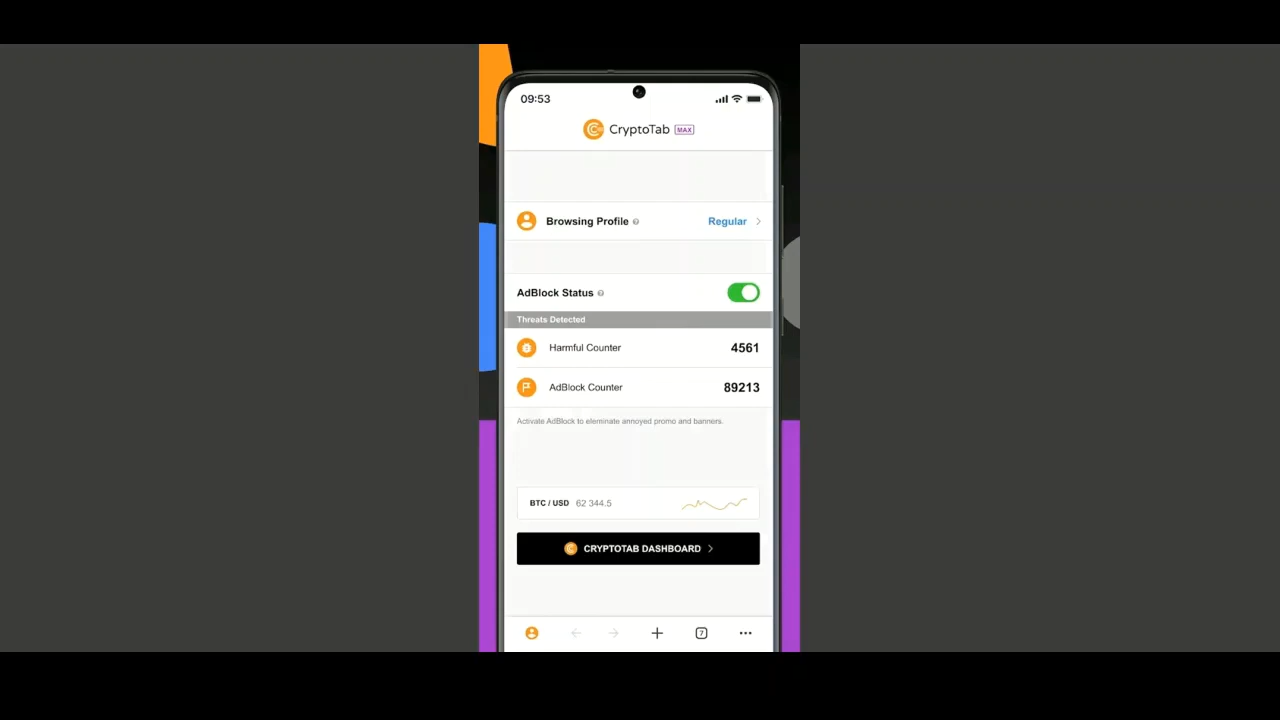 09:53
CryptoTab MAX
Browsing Profile
Regular
AdBlock Status
Threats Detected
Harmful Counter 4561
AdBlock Counter 89213
Activate AdBlock to eleminate annoyed promo and banners.
BTC / USD 62 344.5
CRYPTOTAB DASHBOARD
7